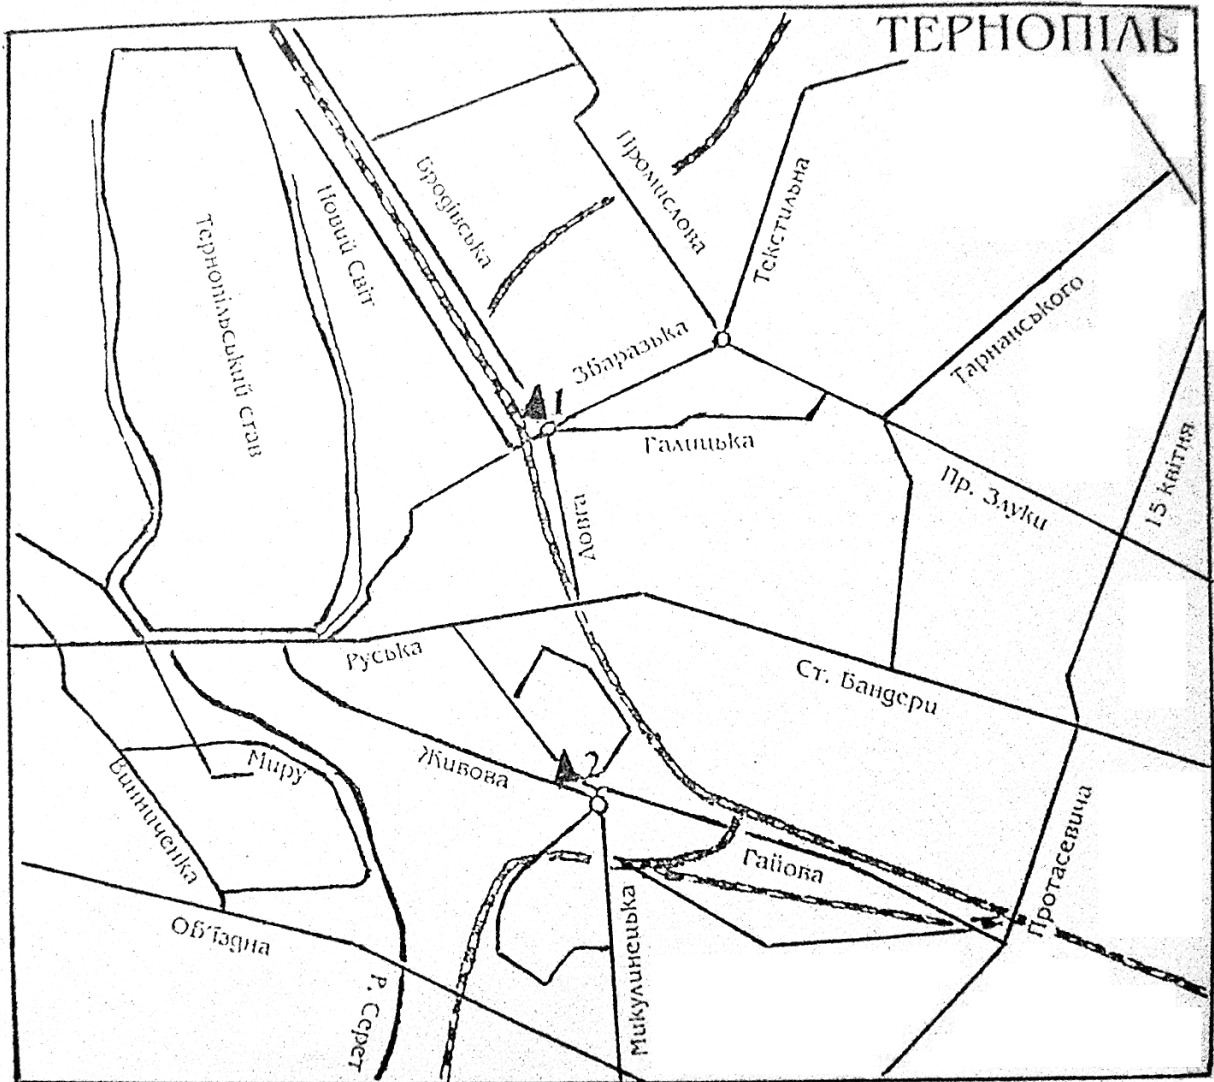 ТЕРНОПІЛЬ
Промислова
Бродівська
Текстильна
Новий Світ
Тернопільський став
Збаразька
Тарнавського
1
Галицька
15 квітня
Пр. Злуки
Довга
Руська
Ст. Бандери
Живова
2
Миру
Винниченка
Гайова
Протасевича
Об'їздна
Микулинецька
Р. Серет